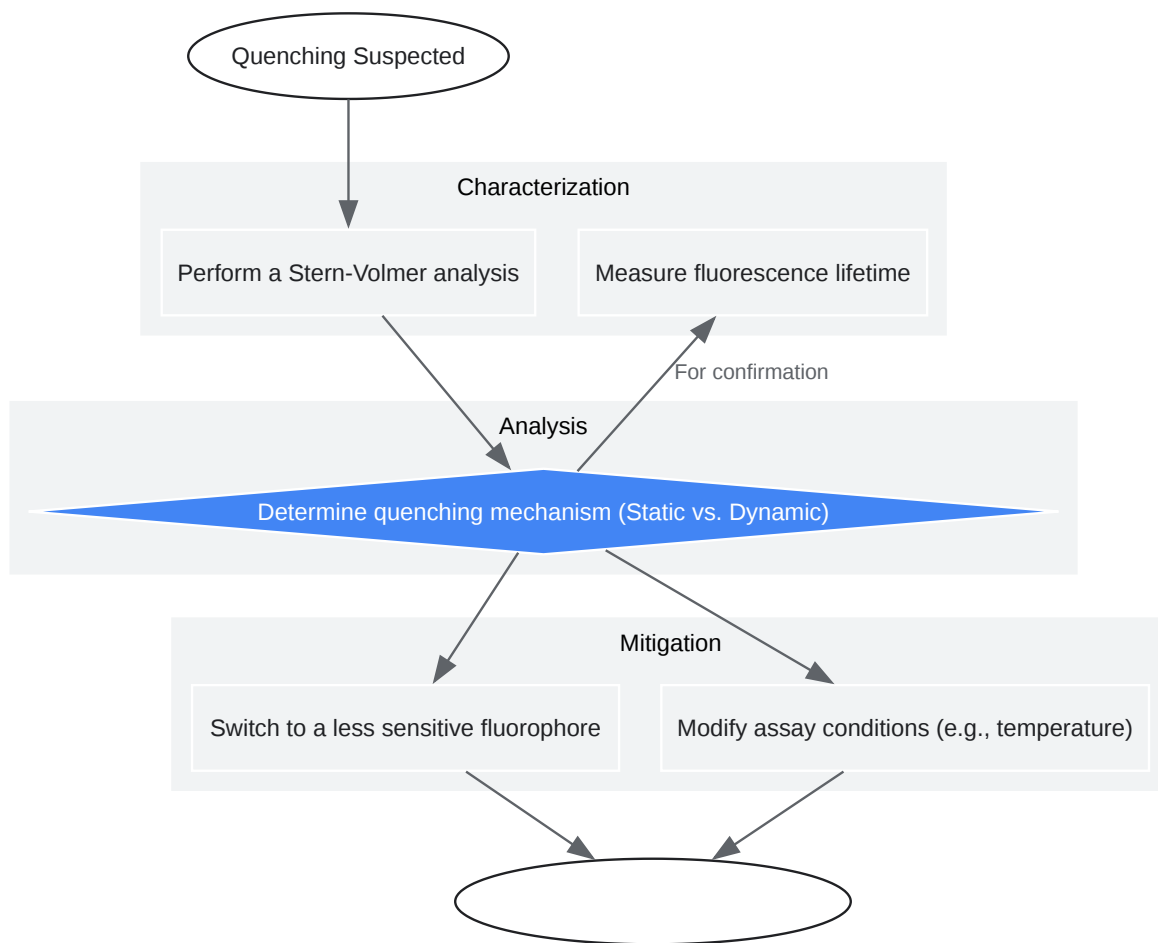 Quenching Suspected
Characterization
Perform a Stern-Volmer analysis
Measure fluorescence lifetime
For confirmation
Analysis
Determine quenching mechanism (Static vs. Dynamic)
Mitigation
Switch to a less sensitive fluorophore
Modify assay conditions (e.g., temperature)